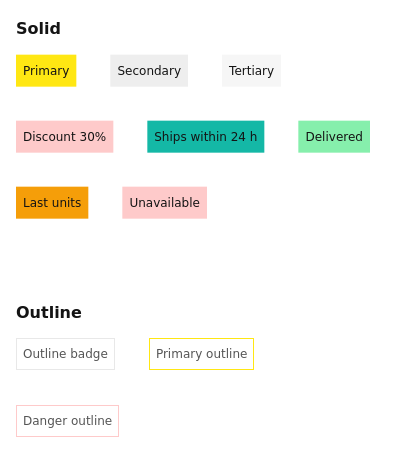 Solid
Primary Secondary Tertiary
Discount 30% Ships within 24 h Delivered
Last units Unavailable
Outline
Outline badge Primary outline
Danger outline